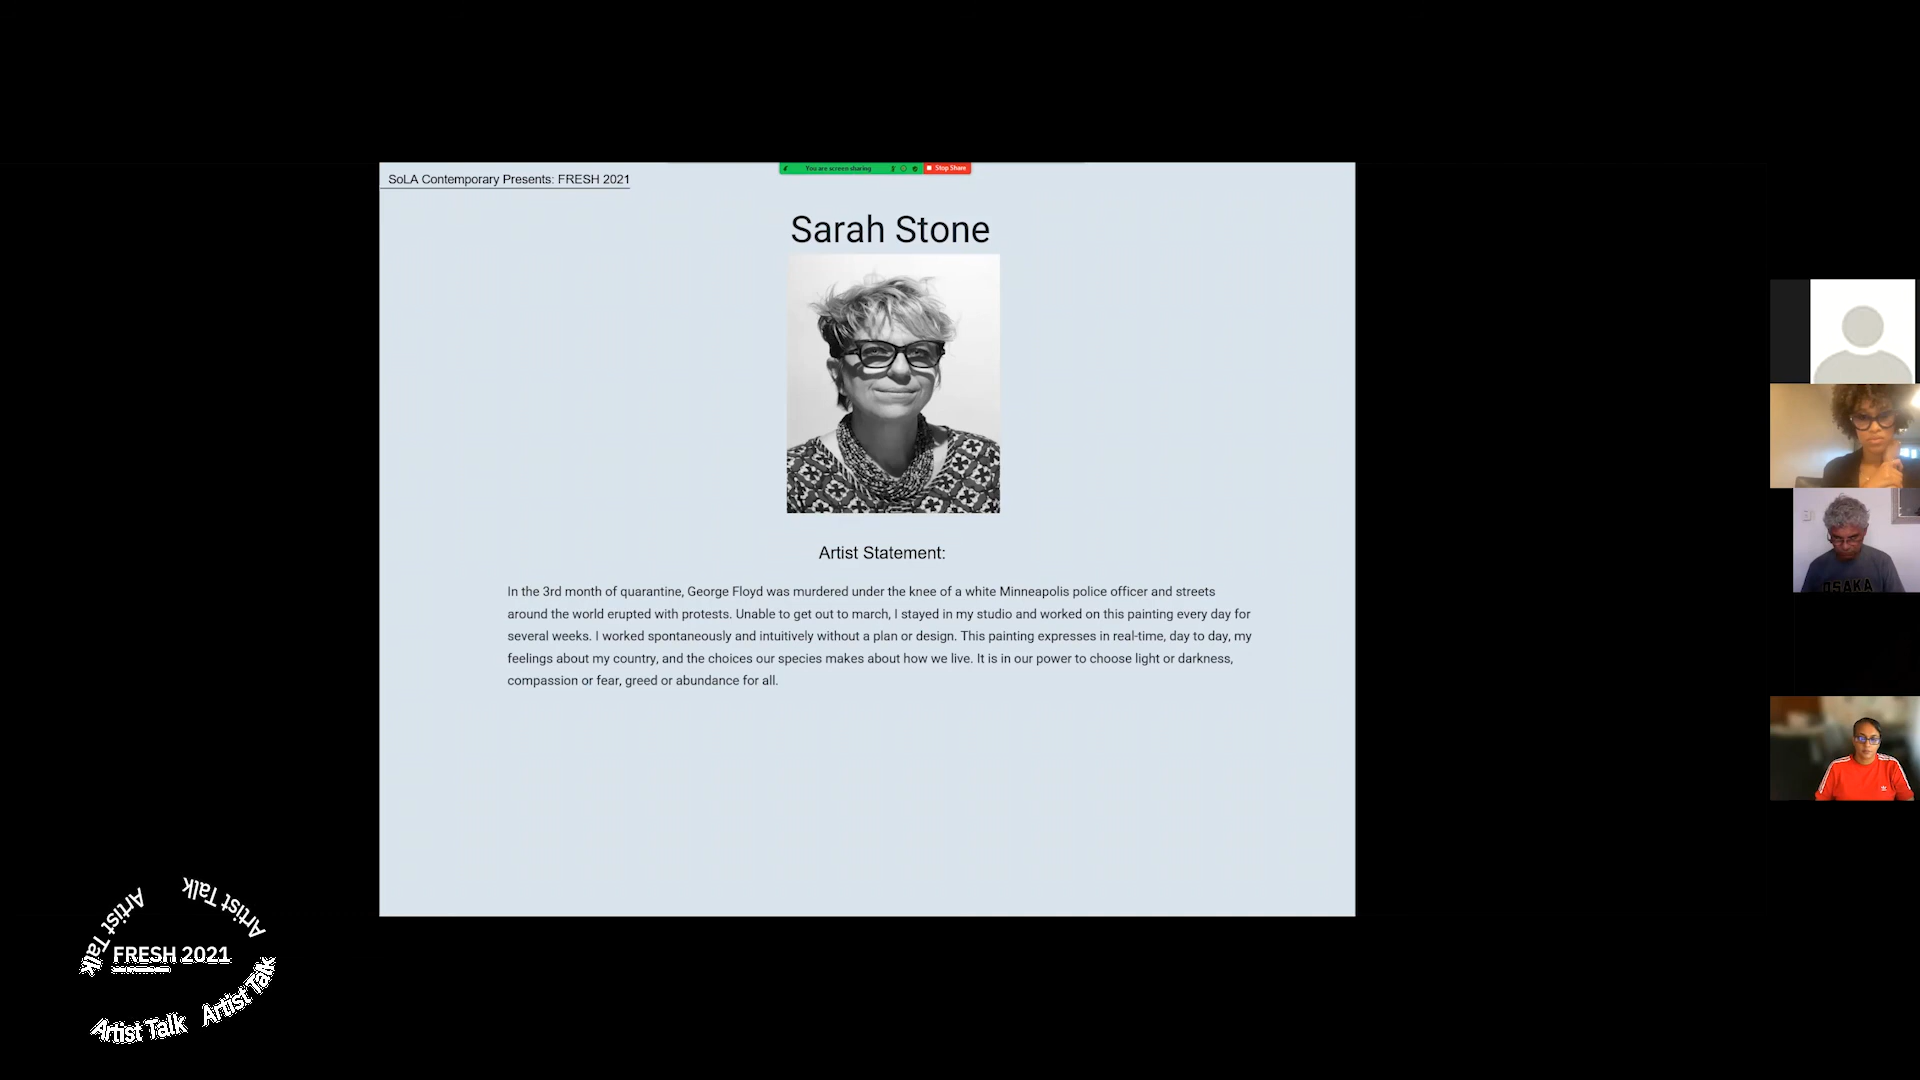 SoLA Contemporary Presents: FRESH 2021
You are screen sharing
Stop Share
Sarah Stone
Artist Statement:
In the 3rd month of quarantine, George Floyd was murdered under the knee of a white Minneapolis police officer and streets
around the world erupted with protests. Unable to get out to march, I stayed in my studio and worked on this painting every day for
several weeks. I worked spontaneously and intuitively without a plan or design. This painting expresses in real-time, day to day, my
feelings about my country, and the choices our species makes about how we live. It is in our power to choose light or darkness,
compassion or fear, greed or abundance for all.
OSAKA
Artist Talk
Artist Talk
FRESH 2021
Artist Talk
Artist Talk